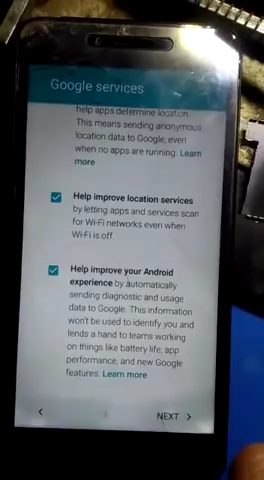 Google services
help apps determine location.
This means sending anonymous
location data to Google, even
when no apps are running. Learn
more
Help improve location services
by letting apps and services scan
for Wi-Fi networks even when
Wi-Fi is off.
Help improve your Android
experience by automatically
sending diagnostic and usage
data to Google. This information
won't be used to identify you and
lends a hand to teams working
on things like battery life, app
performance, and new Google
features. Learn more
NEXT